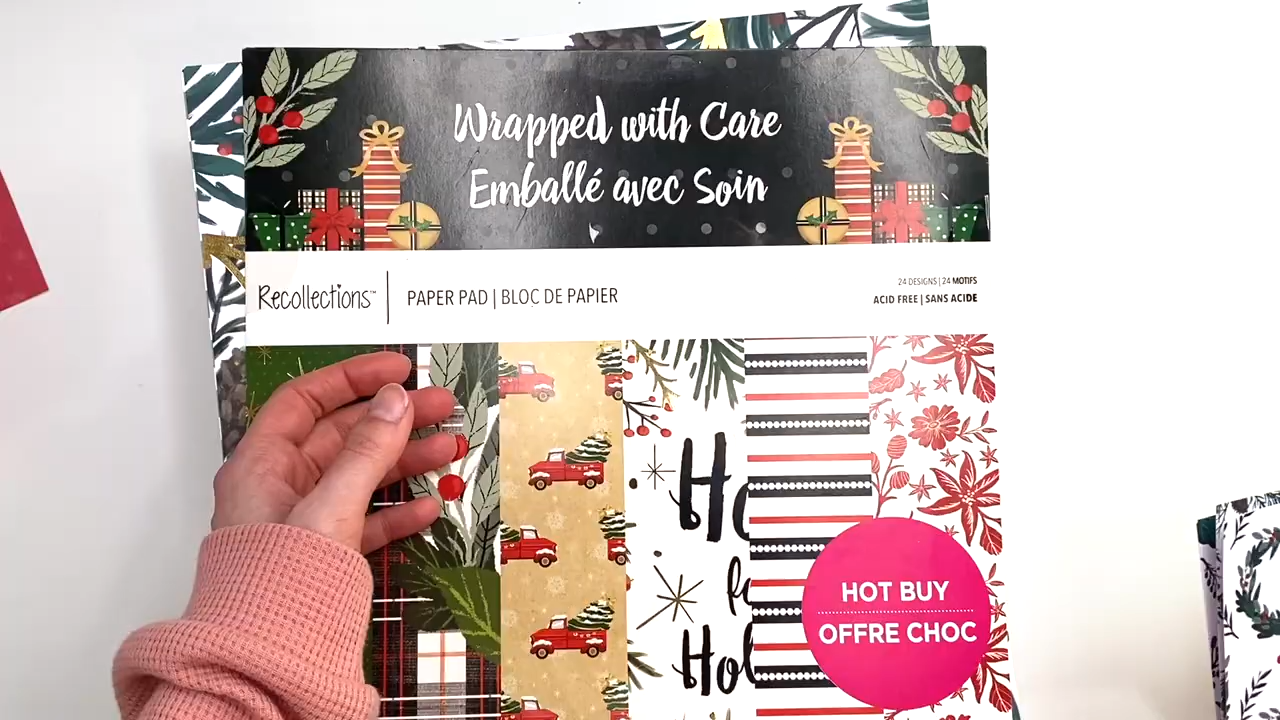 Wrapped with Care
Emballé avec Soin
Recollections™
PAPER PAD | BLOC DE PAPIER
24 DESIGNS | 24 MOTIFS
ACID FREE | SANS ACIDE
HOT BUY
OFFRE CHOC